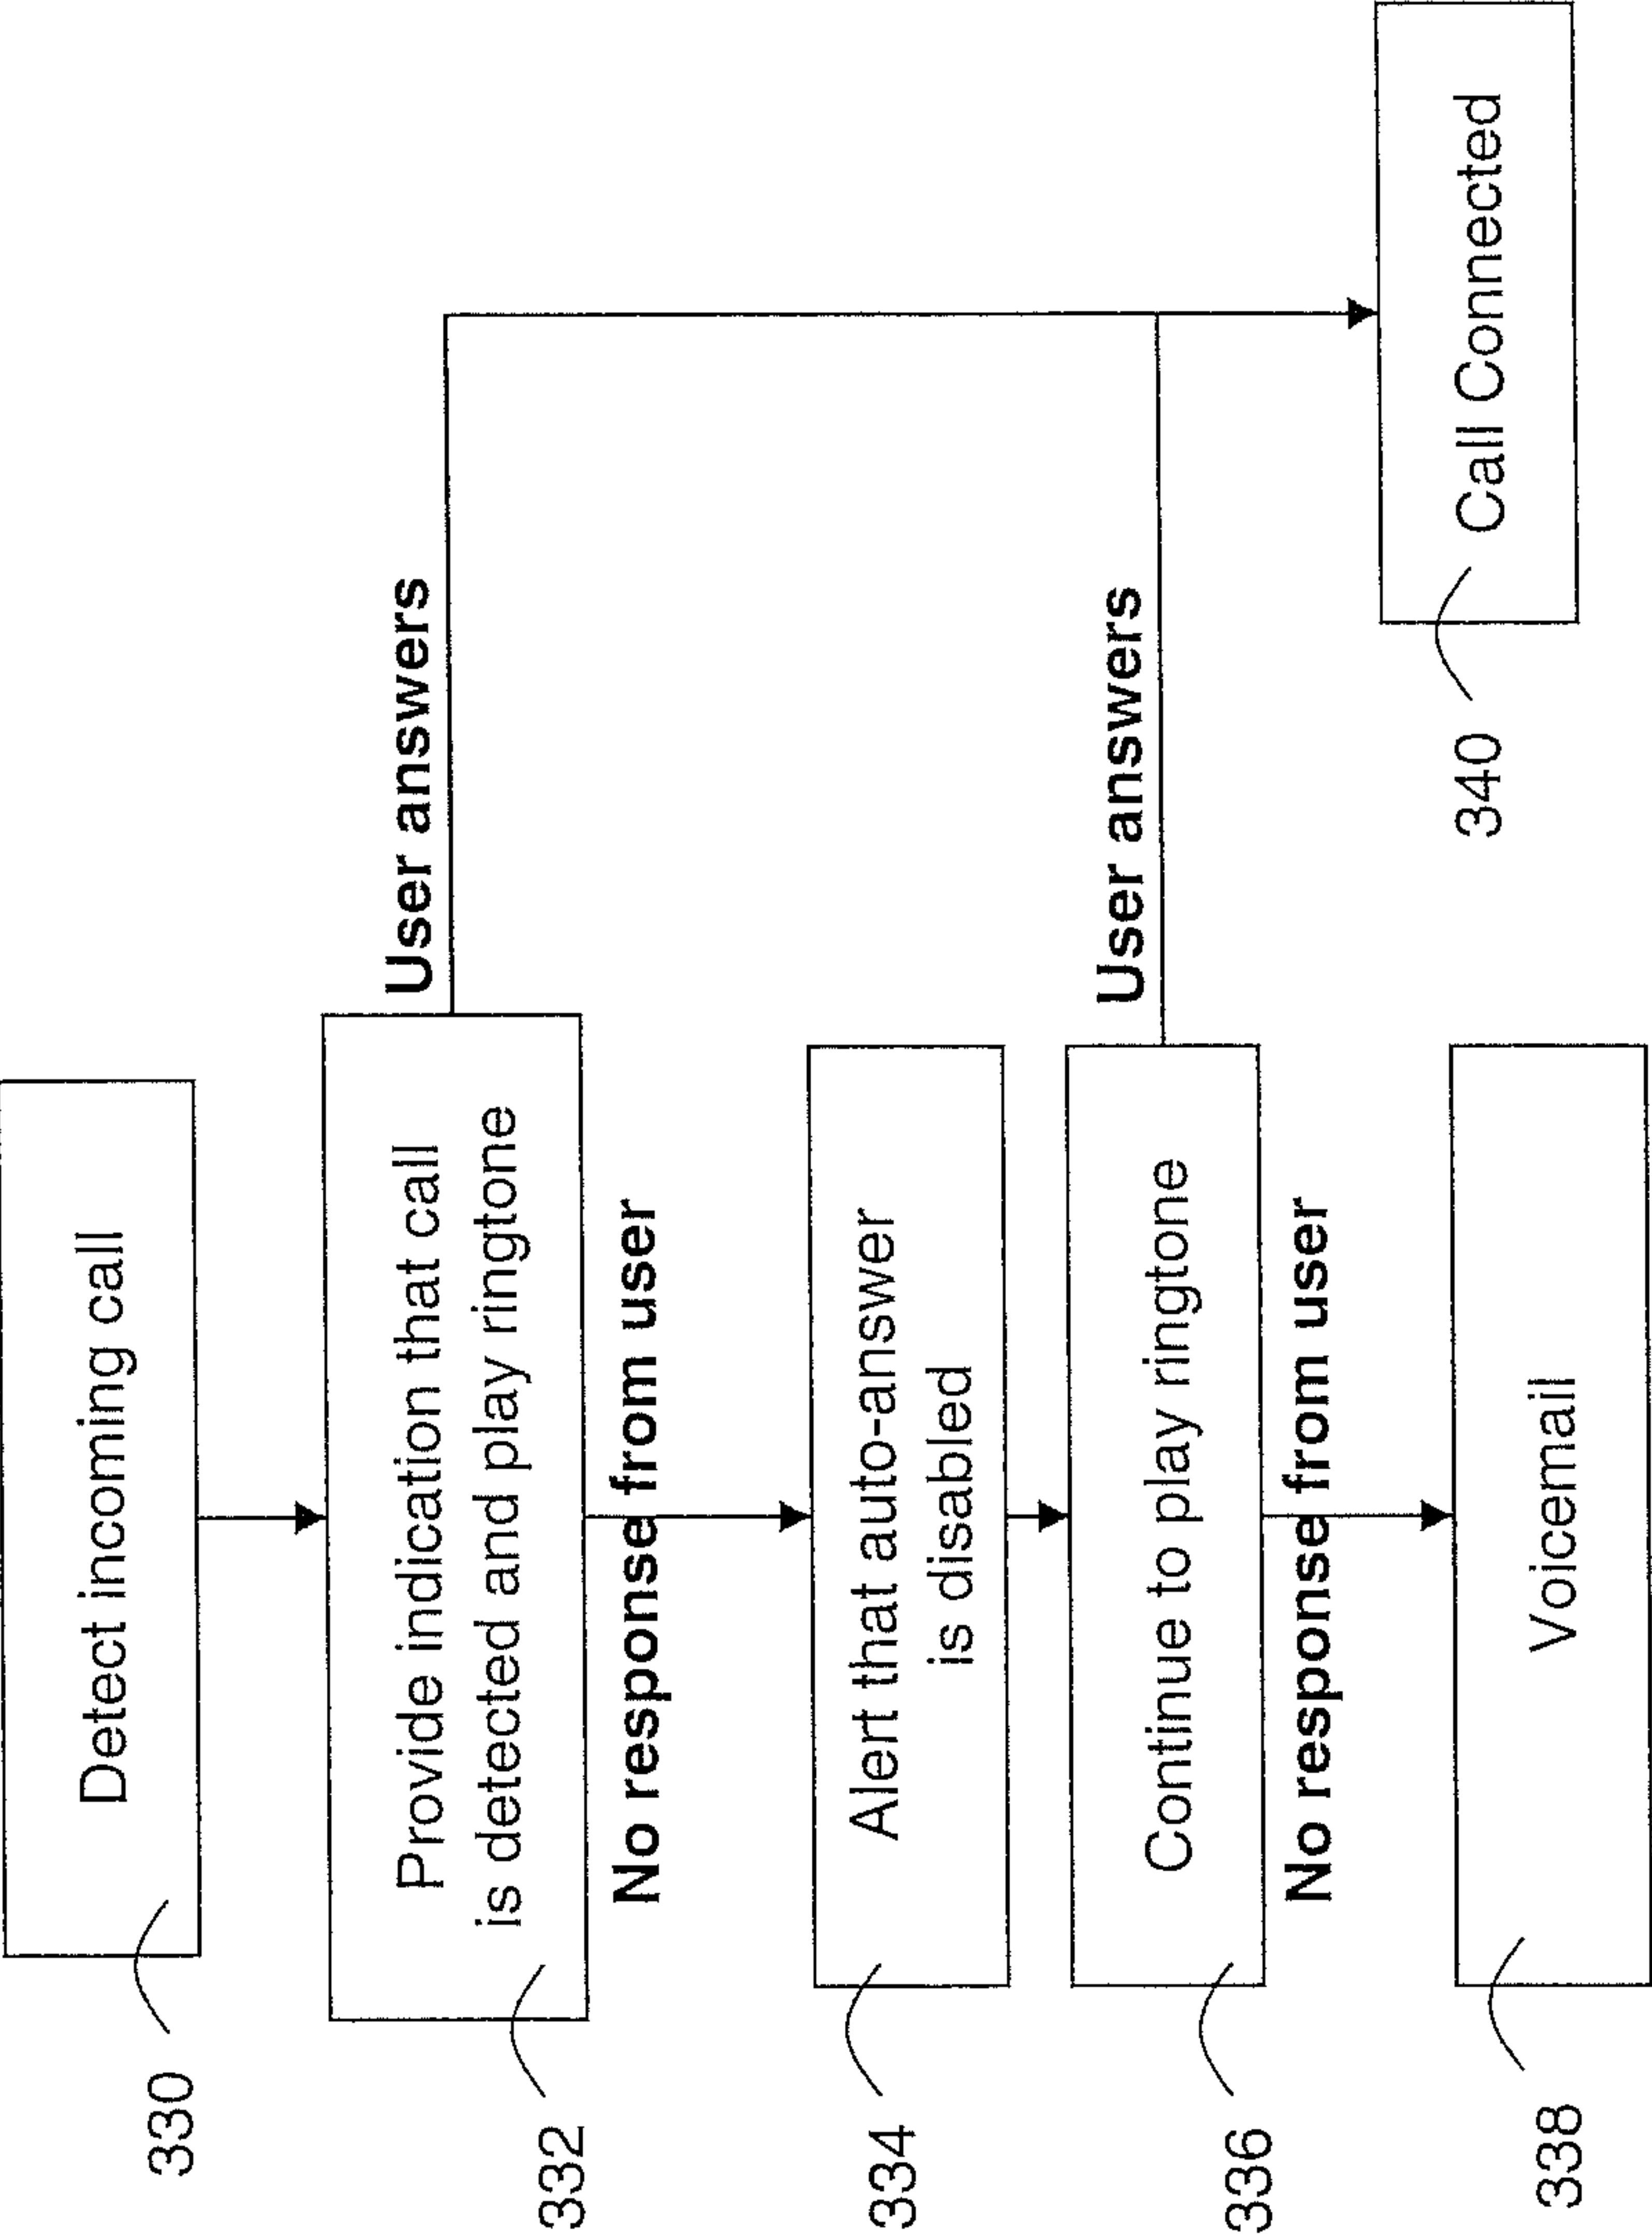 330
Detect incoming call
332
Provide indication that call
is detected and play ringtone
User answers
No response from user
334
Alert that auto-answer
is disabled
336
Continue to play ringtone
User answers
No response from user
338
Voicemail
340
Call Connected